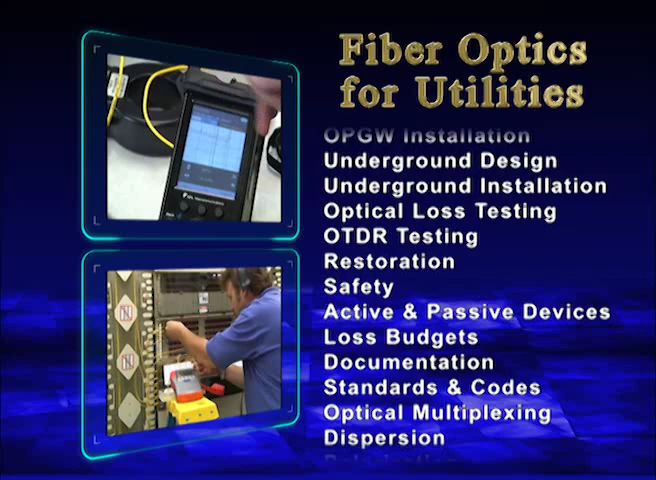 Fiber Optics
for Utilities
OPGW Installation
Underground Design
Underground Installation
Optical Loss Testing
OTDR Testing
Restoration
Safety
Active & Passive Devices
Loss Budgets
Documentation
Standards & Codes
Optical Multiplexing
Dispersion